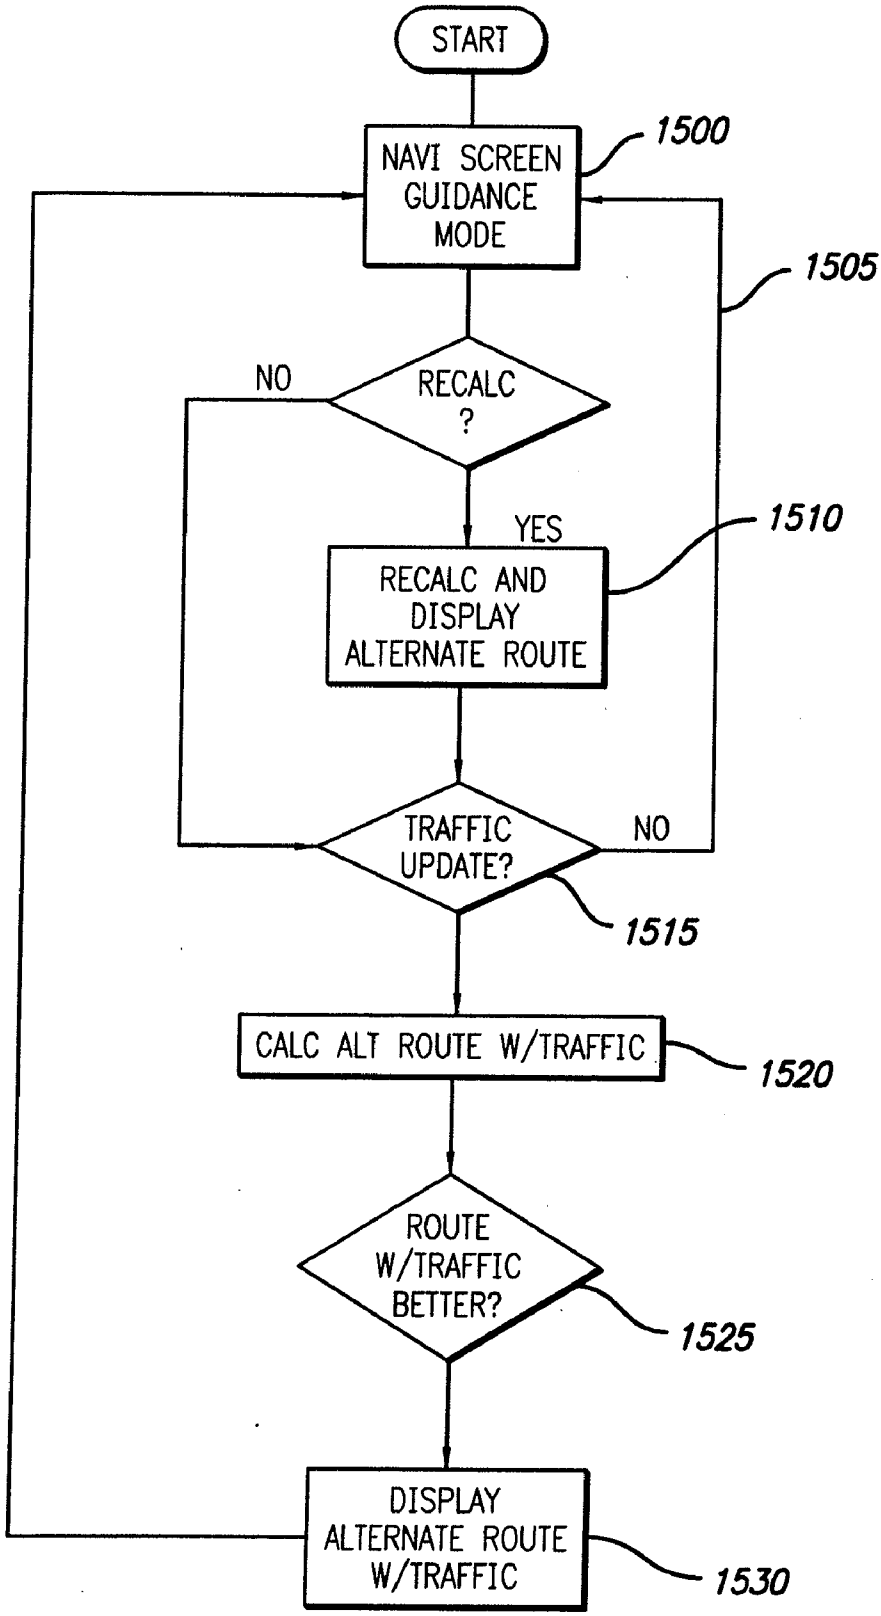 START
1500
NAVI SCREEN
GUIDANCE
MODE
1505
NO
RECALC
?
YES
1510
RECALC AND
DISPLAY
ALTERNATE ROUTE
TRAFFIC
UPDATE?
NO
1515
CALC ALT ROUTE W/TRAFFIC
1520
ROUTE
W/TRAFFIC
BETTER?
1525
DISPLAY
ALTERNATE ROUTE
W/TRAFFIC
1530